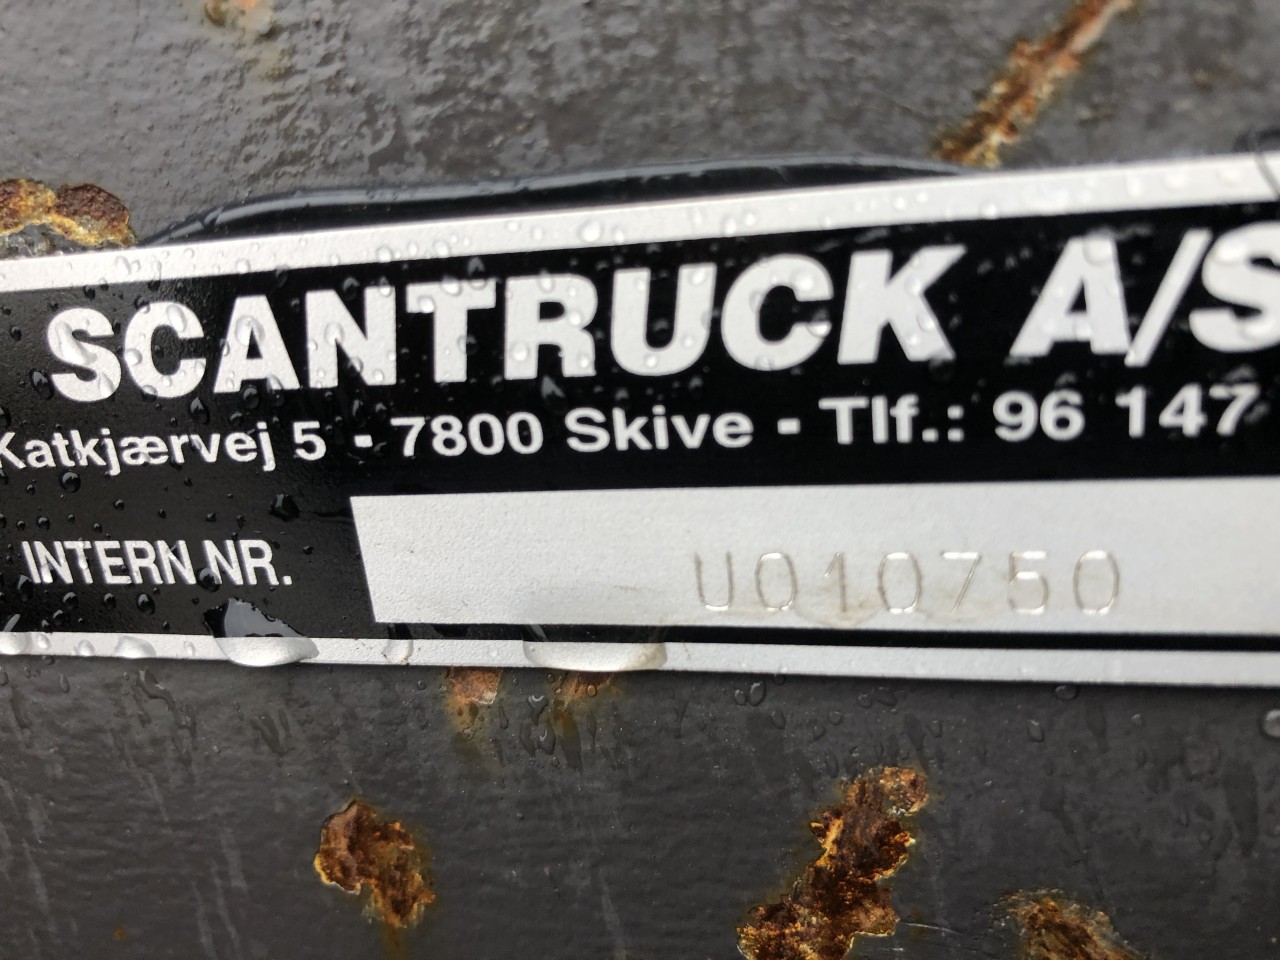 SCANTRUCK A/S
Katkjærvej 5 - 7800 Skive - Tlf.: 96 147
INTERN NR. U010750